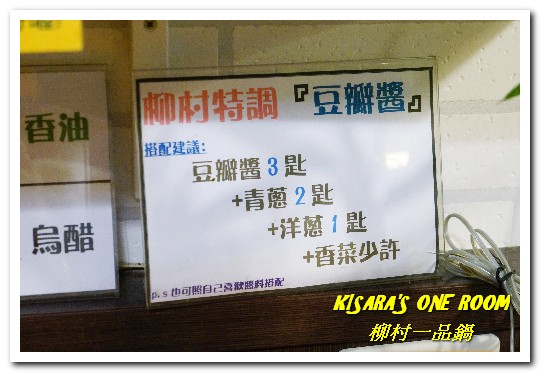 香油
烏醋
柳村特調『豆瓣醬』
搭配建議:
豆瓣醬 3 匙
+青蔥 2 匙
+洋蔥 1 匙
+香菜少許
p.s 也可照自己喜歡醬料搭配
KISARA'S ONE ROOM
柳村一品鍋